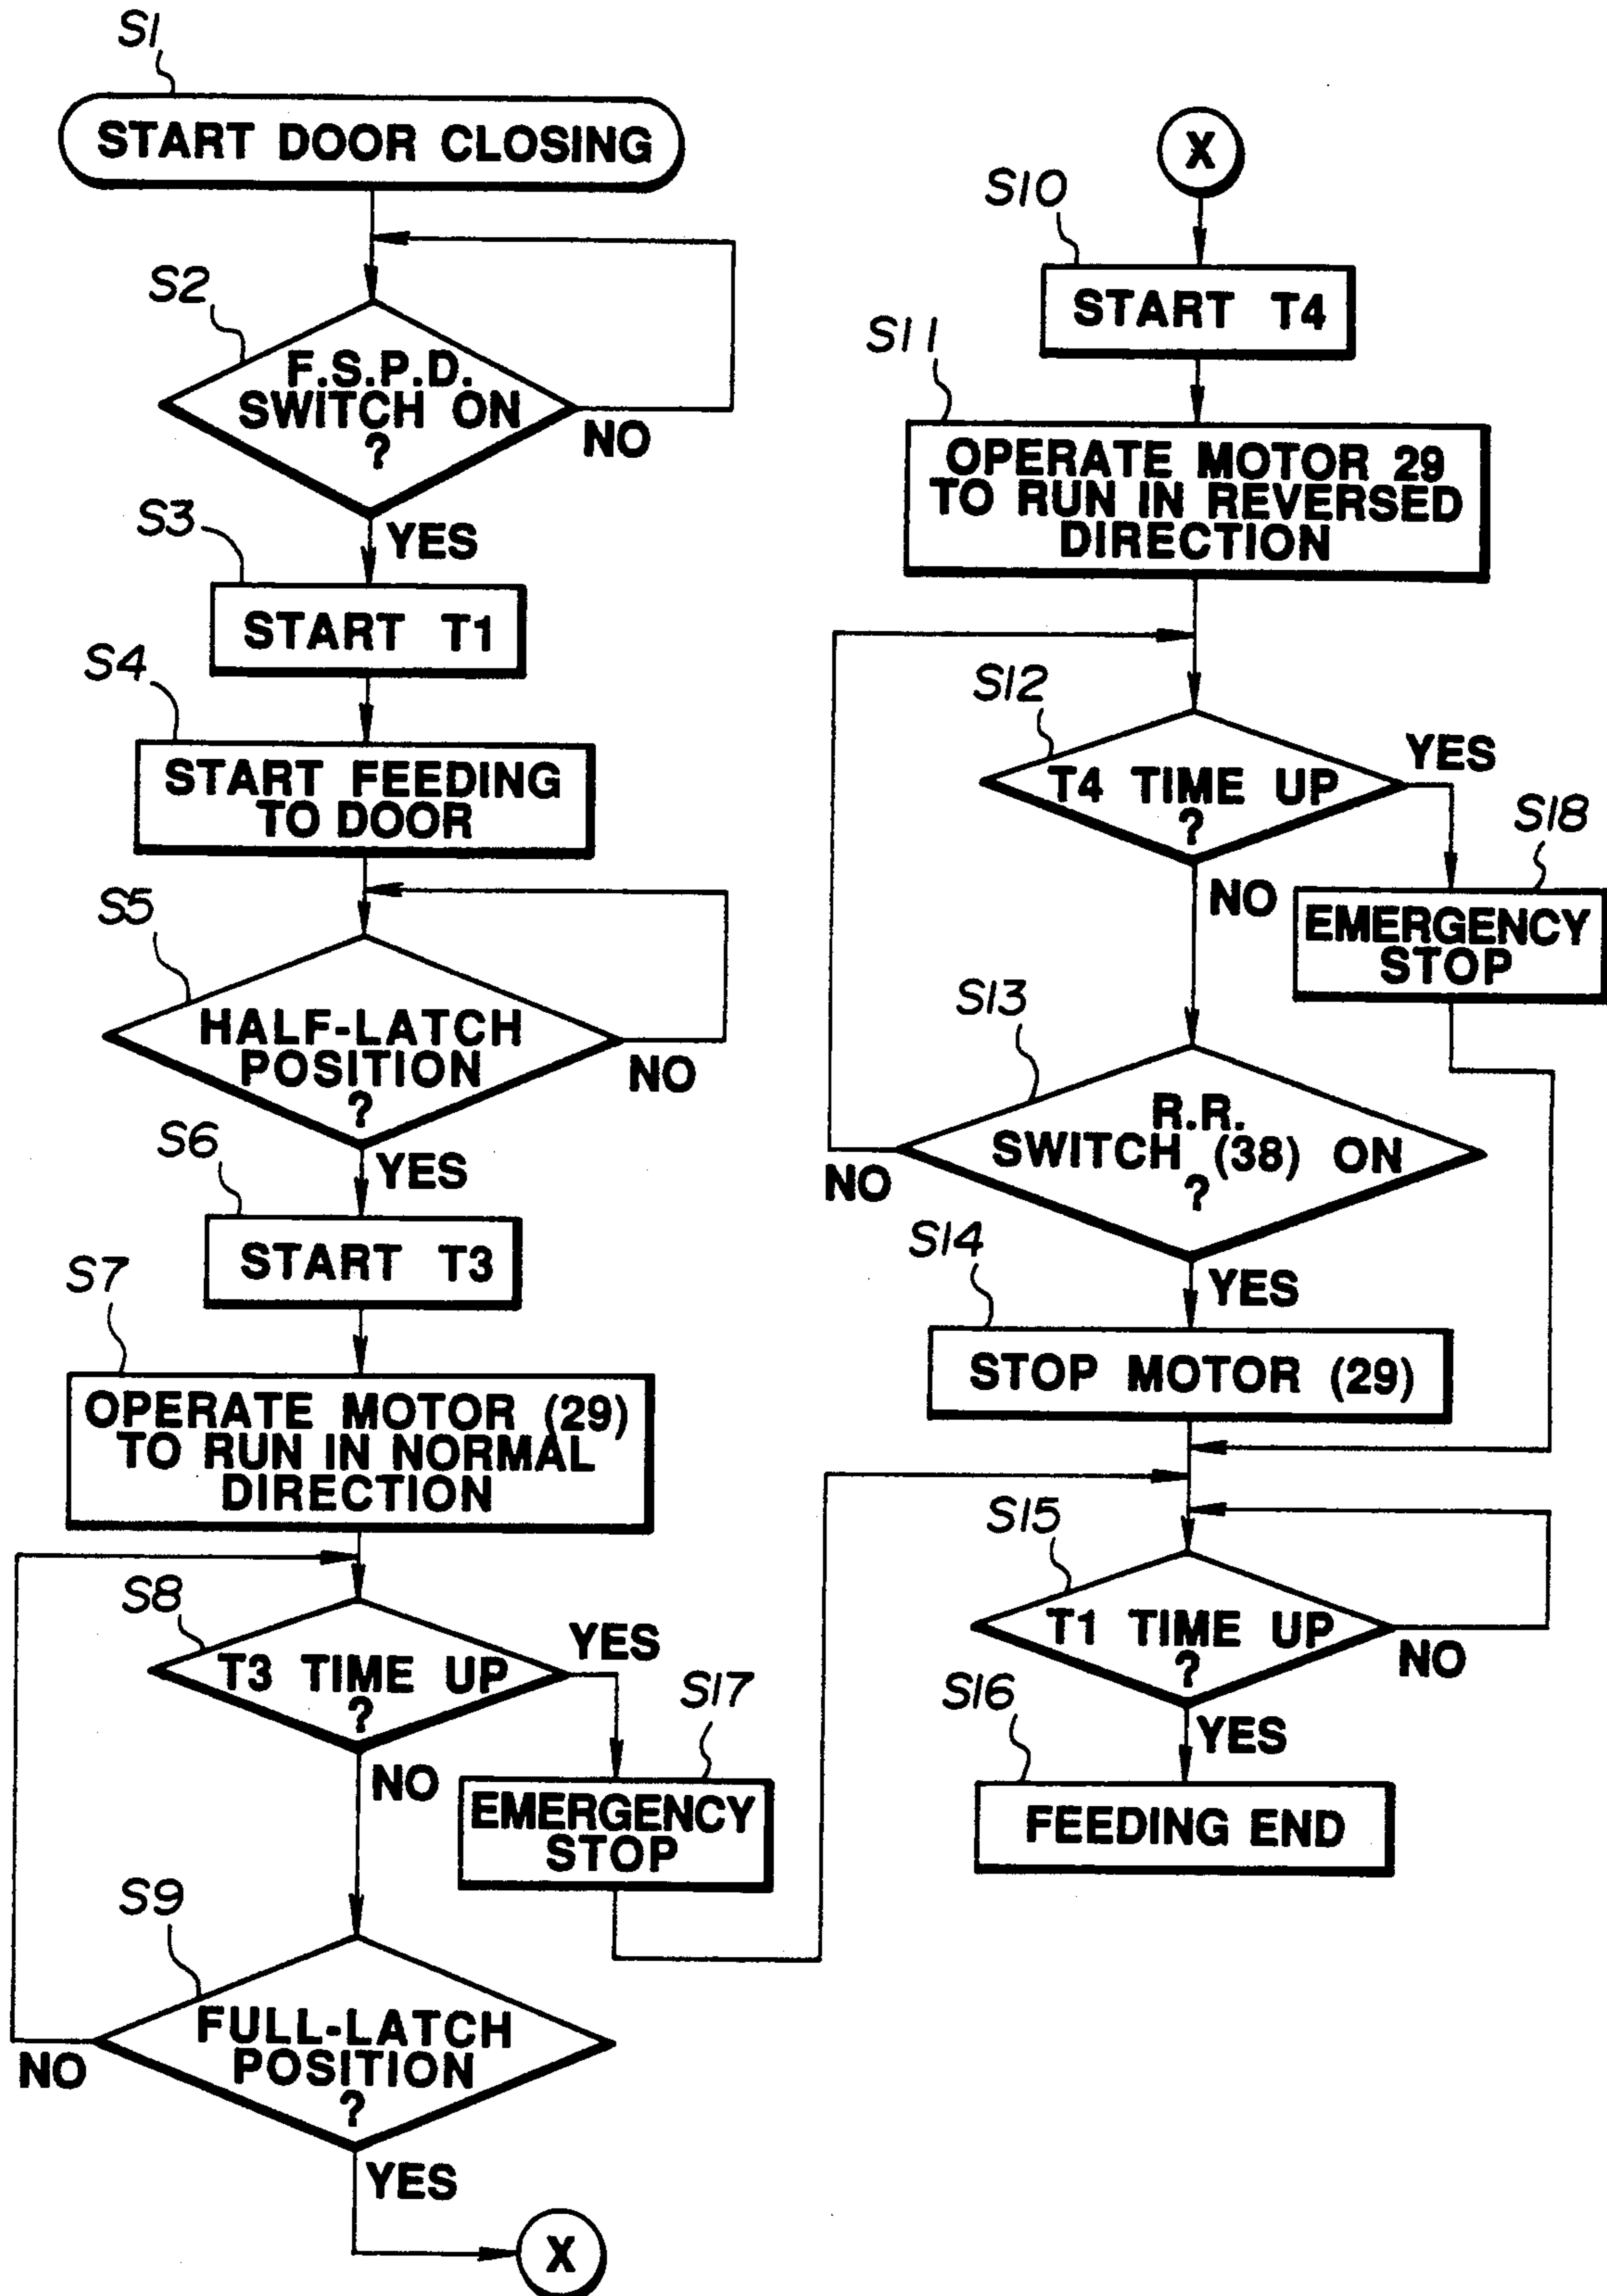 S1
START DOOR CLOSING
S2
F.S.P.D.
SWITCH ON
?
NO
YES
S3
START T1
S4
START FEEDING
TO DOOR
S5
HALF-LATCH
POSITION
?
NO
YES
S6
START T3
S7
OPERATE MOTOR (29)
TO RUN IN NORMAL
DIRECTION
S8
T3 TIME UP
?
YES
NO
S17
EMERGENCY
STOP
S9
FULL-LATCH
POSITION
?
NO
YES
X
X
S10
START T4
S11
OPERATE MOTOR 29
TO RUN IN REVERSED
DIRECTION
S12
T4 TIME UP
?
YES
NO
S18
EMERGENCY
STOP
S13
R.R.
SWITCH (38) ON
?
NO
YES
S14
STOP MOTOR (29)
S15
T1 TIME UP
?
NO
YES
S16
FEEDING END